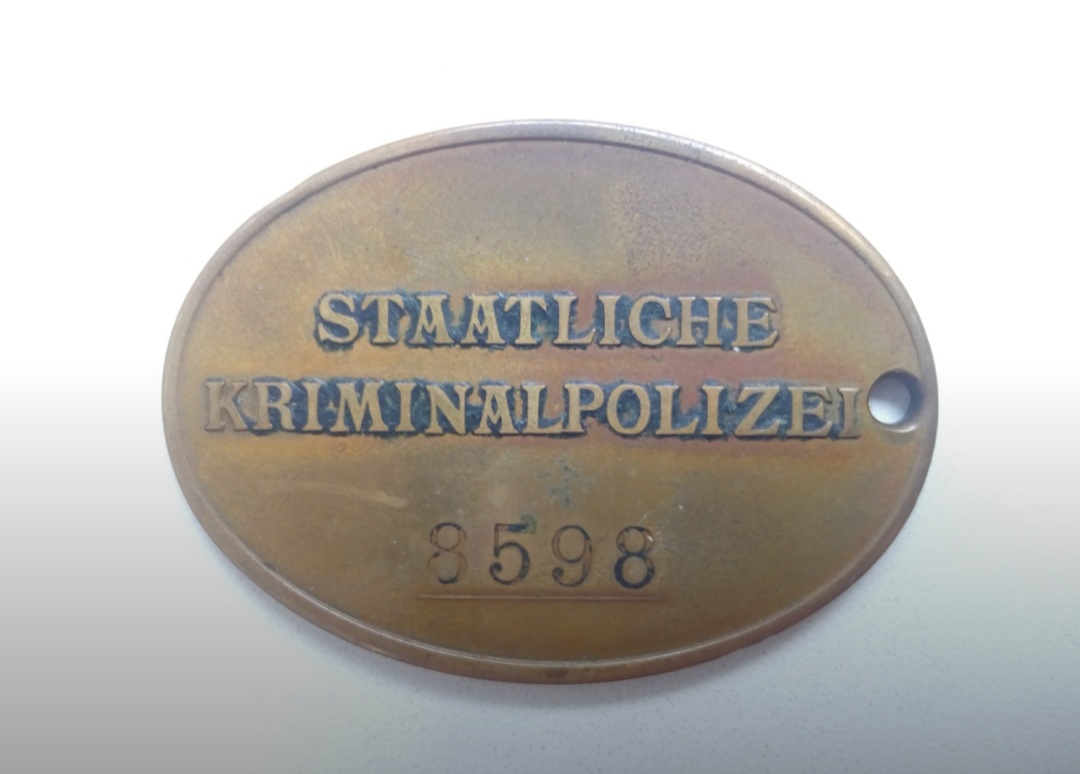 STAATLICHE
KRIMINALPOLIZEI
8598